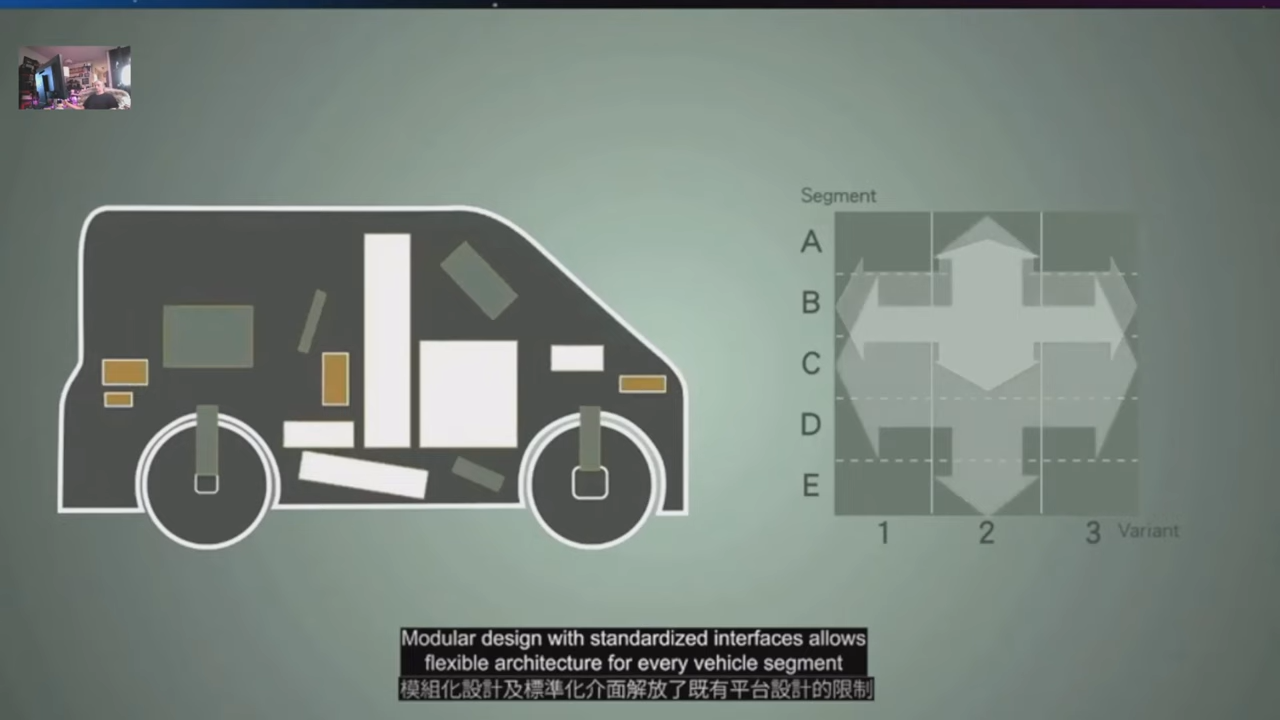 Segment
A
B
C
D
E
1 2 3 Variant
Modular design with standardized interfaces allows
flexible architecture for every vehicle segment
模組化設計及標準化介面解放了既有平台設計的限制